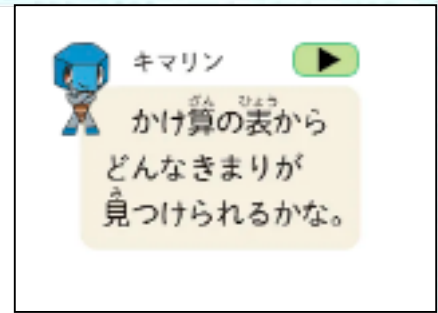 キマリン
かけ算の表から
どんなきまりが
見つけられるかな。